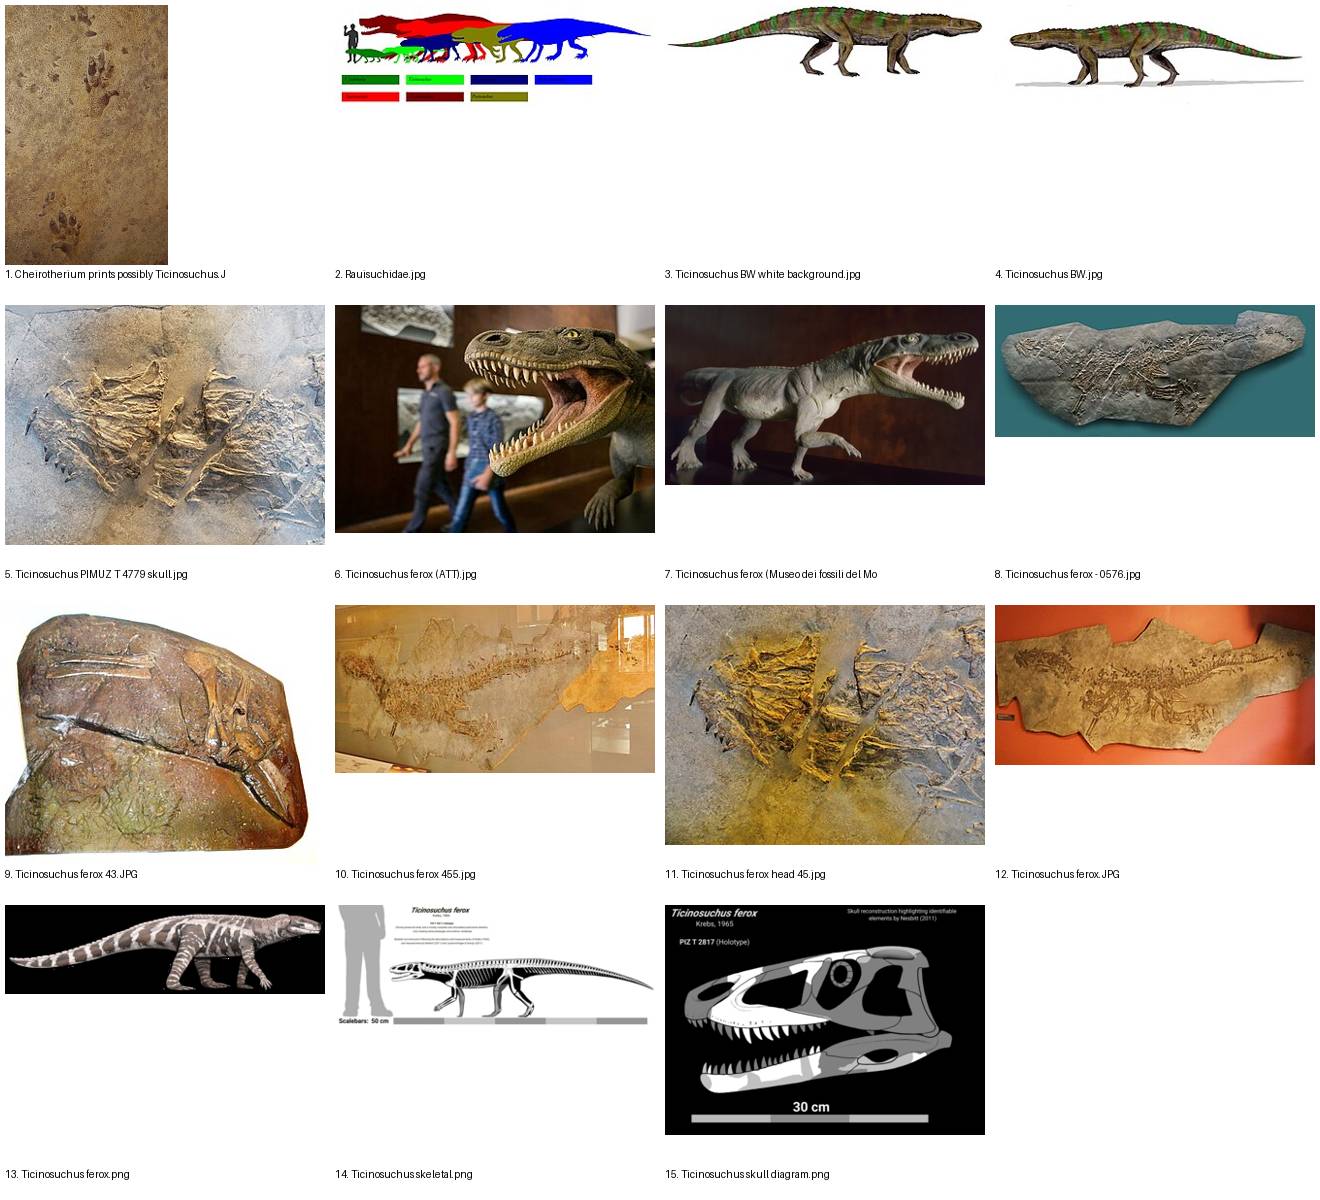 1. Cheirotherium prints possibly Ticinosuchus.J
2. Rauisuchidae.jpg
3. Ticinosuchus BW white background.jpg
4. Ticinosuchus BW.jpg
5. Ticinosuchus PIMUZ T 4779 skull.jpg
6. Ticinosuchus ferox (ATT).jpg
7. Ticinosuchus ferox (Museo dei fossili del Mo
8. Ticinosuchus ferox - 0576.jpg
9. Ticinosuchus ferox 43.JPG
10. Ticinosuchus ferox 455.jpg
11. Ticinosuchus ferox head 45.jpg
12. Ticinosuchus ferox.JPG
Ticinosuchus ferox
Krebs, 1965
Scalebars: 50 cm
Ticinosuchus ferox
Krebs, 1965
Skull reconstruction highlighting identifiable
elements by Nesbitt (2011)
PIZ T 2817 (Holotype)
30 cm
13. Ticinosuchus ferox.png
14. Ticinosuchus skeletal.png
15. Ticinosuchus skull diagram.png